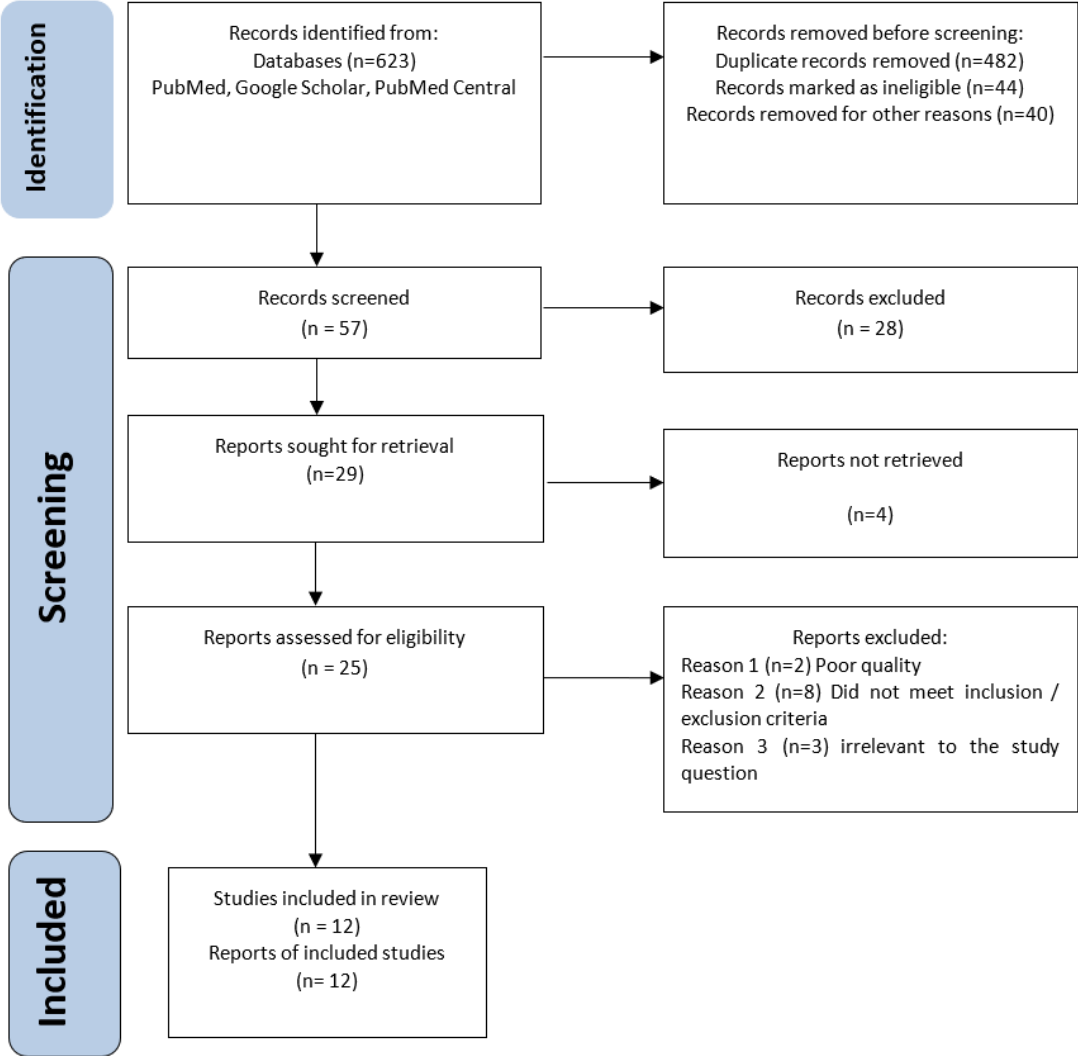 Identification
Records identified from:
Databases (n=623)
PubMed, Google Scholar, PubMed Central
Records removed before screening:
Duplicate records removed (n=482)
Records marked as ineligible (n=44)
Records removed for other reasons (n=40)
Screening
Records screened
(n = 57)
Records excluded
(n = 28)
Reports sought for retrieval
(n=29)
Reports not retrieved
(n=4)
Reports assessed for eligibility
(n = 25)
Reports excluded:
Reason 1 (n=2) Poor quality
Reason 2 (n=8) Did not meet inclusion /
exclusion criteria
Reason 3 (n=3) irrelevant to the study
question
Included
Studies included in review
(n = 12)
Reports of included studies
(n= 12)